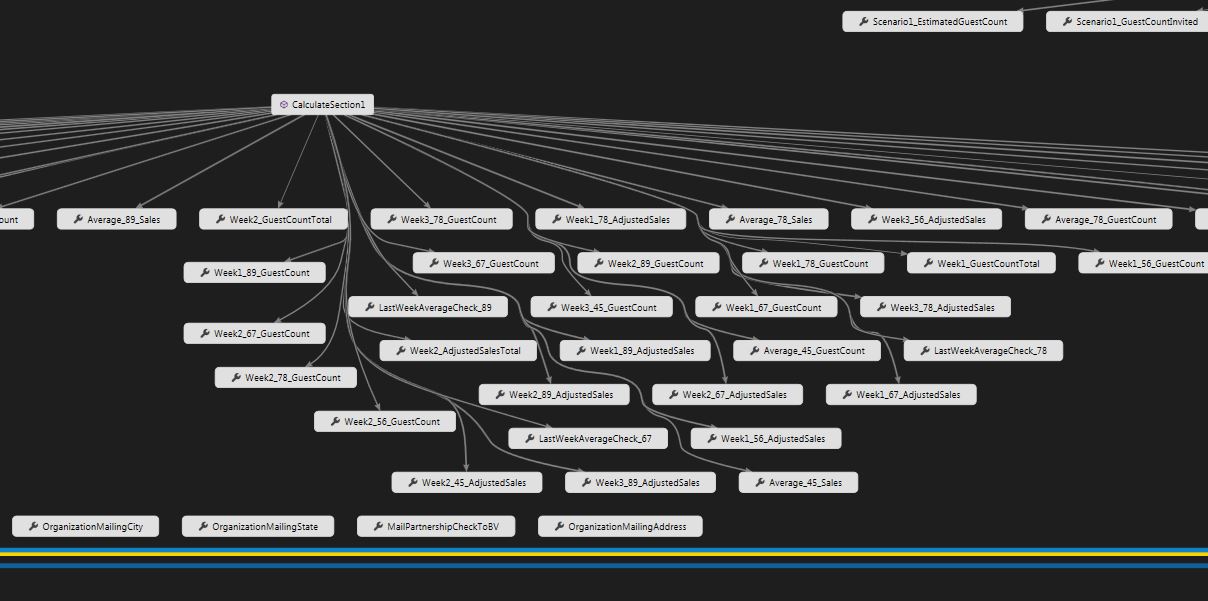 Scenario1_EstimatedGuestCount
Scenario1_GuestCountInvited
CalculateSection1
ount
Average_89_Sales
Week2_GuestCountTotal
Week3_78_GuestCount
Week1_78_AdjustedSales
Average_78_Sales
Week3_56_AdjustedSales
Average_78_GuestCount
Week1_89_GuestCount
Week3_67_GuestCount
Week2_89_GuestCount
Week1_78_GuestCount
Week1_GuestCountTotal
Week1_56_GuestCount
LastWeekAverageCheck_89
Week3_45_GuestCount
Week1_67_GuestCount
Week3_78_AdjustedSales
Week2_67_GuestCount
Week2_AdjustedSalesTotal
Week1_89_AdjustedSales
Average_45_GuestCount
LastWeekAverageCheck_78
Week2_78_GuestCount
Week2_89_AdjustedSales
Week2_67_AdjustedSales
Week1_67_AdjustedSales
Week2_56_GuestCount
LastWeekAverageCheck_67
Week1_56_AdjustedSales
Week2_45_AdjustedSales
Week3_89_AdjustedSales
Average_45_Sales
OrganizationMailingCity
OrganizationMailingState
MailPartnershipCheckToBV
OrganizationMailingAddress